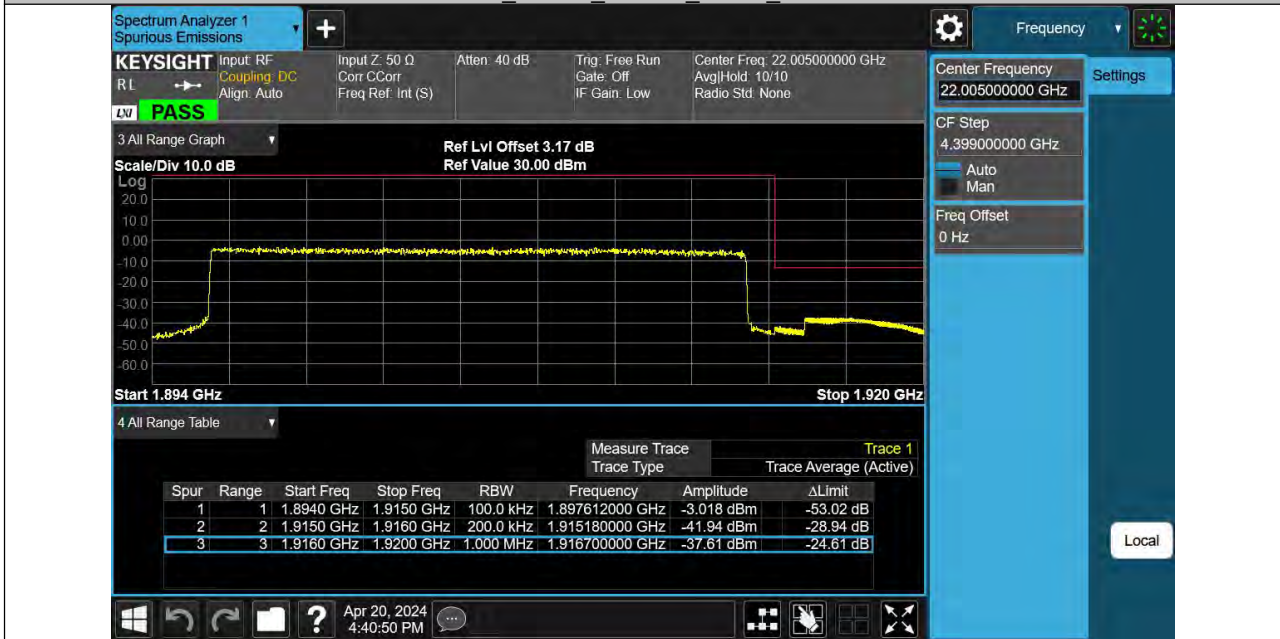 Spectrum Analyzer 1
Spurious Emissions
+
Frequency
KEYSIGHT
RL
LXI PASS
Input: RF
Coupling: DC
Align: Auto
Input Z: 50 Ω
Corr CCorr
Freq Ref: Int (S)
Atten: 40 dB
Trig: Free Run
Gate: Off
IF Gain: Low
Center Freq: 22.005000000 GHz
Avg|Hold: 10/10
Radio Std: None
Center Frequency
22.005000000 GHz
Settings
CF Step
4.399000000 GHz
Auto
Man
Freq Offset
0 Hz
3 All Range Graph
Scale/Div 10.0 dB
Ref Lvl Offset 3.17 dB
Ref Value 30.00 dBm
Log
20.0
10.0
0.00
-10.0
-20.0
-30.0
-40.0
-50.0
-60.0
Start 1.894 GHz Stop 1.920 GHz
4 All Range Table
Measure Trace Trace 1
Trace Type Trace Average (Active)
Spur Range Start Freq Stop Freq RBW Frequency Amplitude ΔLimit
1 1 1.8940 GHz 1.9150 GHz 100.0 kHz 1.897612000 GHz -3.018 dBm -53.02 dB
2 2 1.9150 GHz 1.9160 GHz 200.0 kHz 1.915180000 GHz -41.94 dBm -28.94 dB
3 3 1.9160 GHz 1.9200 GHz 1.000 MHz 1.916700000 GHz -37.61 dBm -24.61 dB
Local
?
Apr 20, 2024
4:40:50 PM